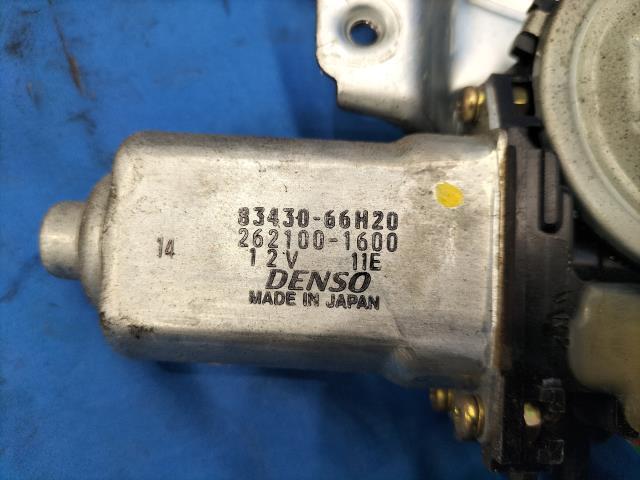 83430-66H20
262100-1600
14
12V 11E
DENSO
MADE IN JAPAN